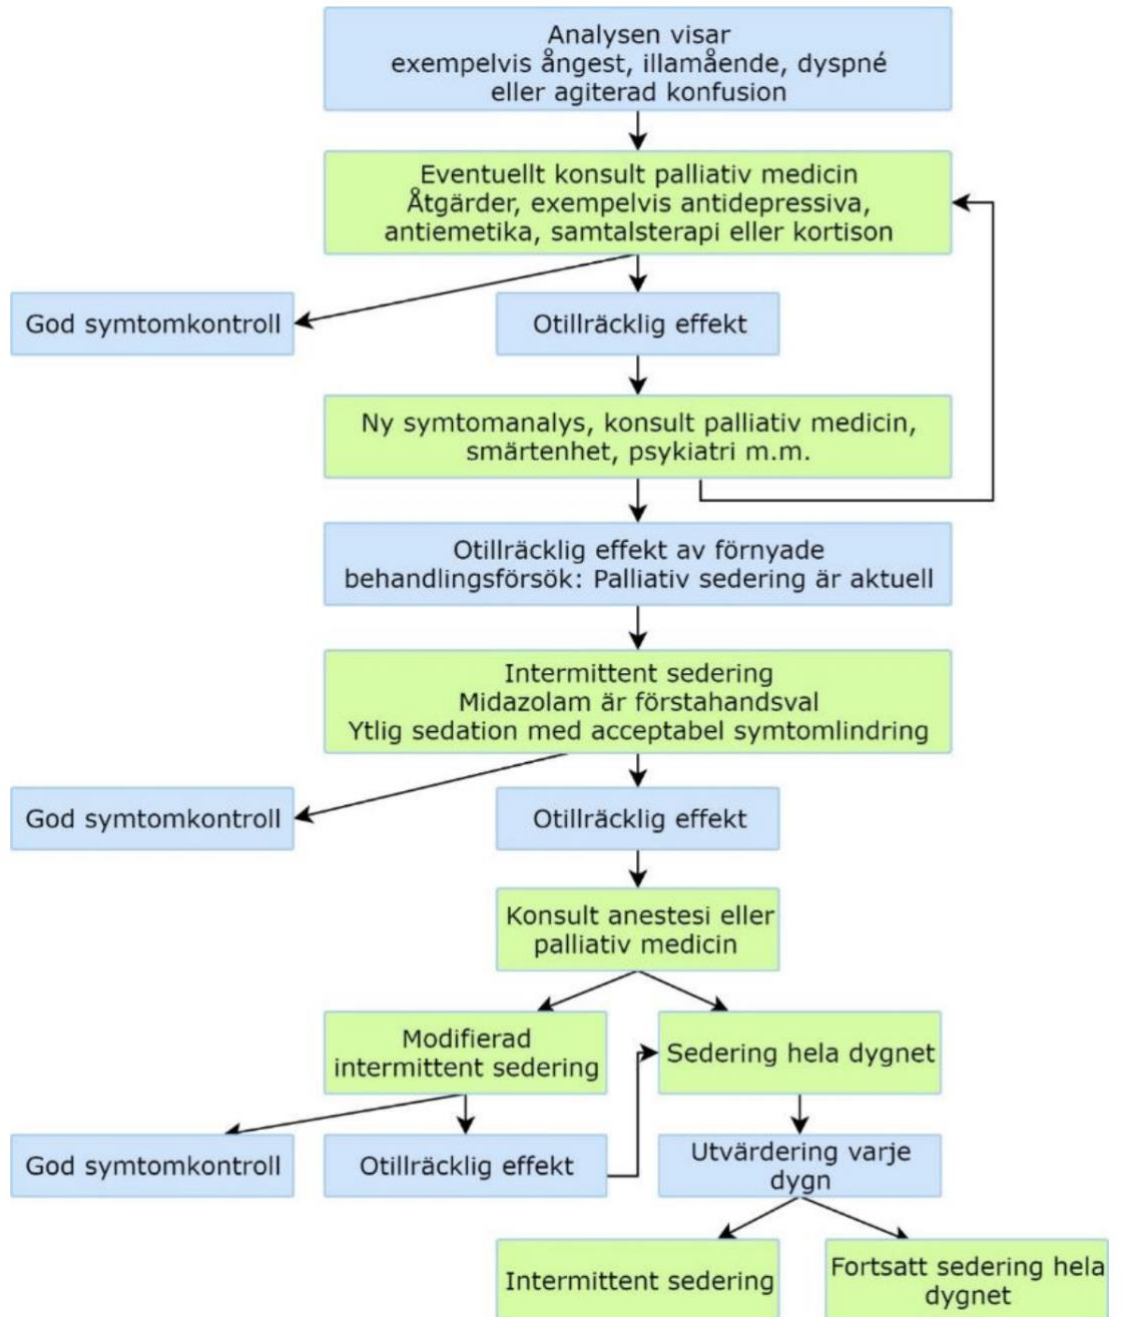 Analysen visar
exempelvis ångest, illamående, dyspné
eller agiterad konfusion
Eventuellt konsult palliativ medicin
Åtgärder, exempelvis antidepressiva,
antiemetika, samtalsterapi eller kortison
God symtomkontroll
Otillräcklig effekt
Ny symtomanalys, konsult palliativ medicin,
smärtenhet, psykiatri m.m.
Otillräcklig effekt av förnyade
behandlingsförsök: Palliativ sedering är aktuell
Intermittent sedering
Midazolam är förstahandsval
Ytlig sedation med acceptabel symtomlindring
God symtomkontroll
Otillräcklig effekt
Konsult anestesi eller
palliativ medicin
Modifierad
intermittent sedering
Sedering hela dygnet
God symtomkontroll
Otillräcklig effekt
Utvärdering varje
dygn
Intermittent sedering
Fortsatt sedering hela
dygnet